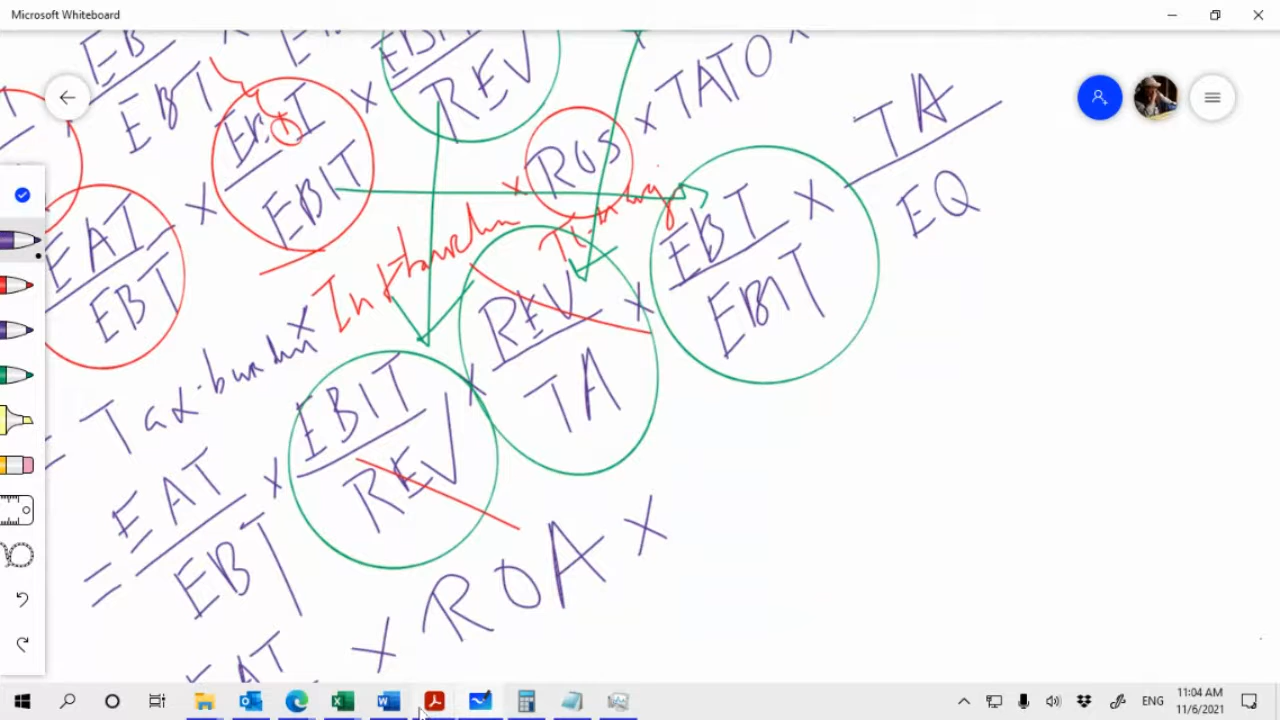 Microsoft Whiteboard
EBT
REV
× TATO ×
TA
EQ
EBIT
× ROS
EAT
EBT
×
EBT
EBIT
×
REV
TA
×
= Tax-burden ×
EBIT
REV
×
= EAT
EBT
×
× ROA ×
EAT
ENG
11:04 AM
11/6/2021